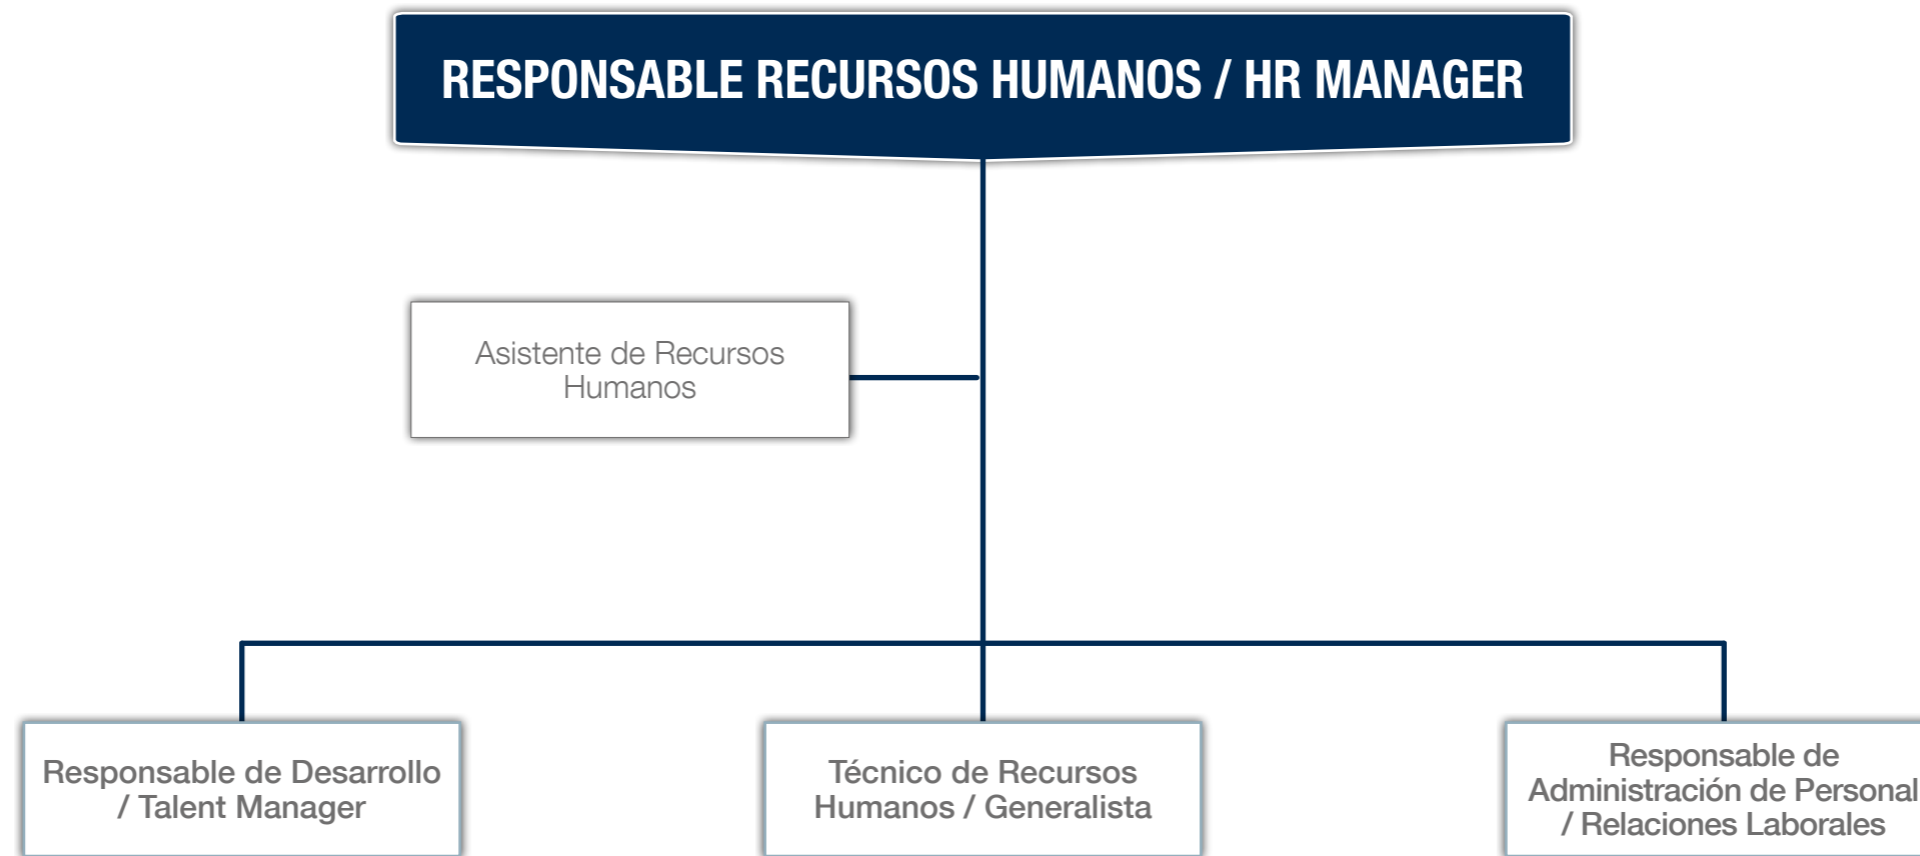 RESPONSABLE RECURSOS HUMANOS / HR MANAGER
Asistente de Recursos
Humanos
Responsable de Desarrollo
/ Talent Manager
Técnico de Recursos
Humanos / Generalista
Responsable de
Administración de Personal
/ Relaciones Laborales